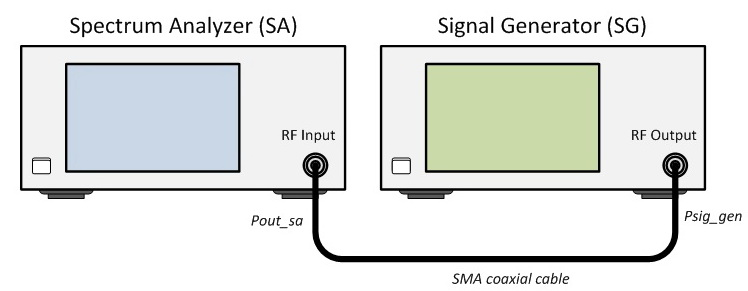 Spectrum Analyzer (SA)
Signal Generator (SG)
RF Input
RF Output
Pout_sa
Psig_gen
SMA coaxial cable